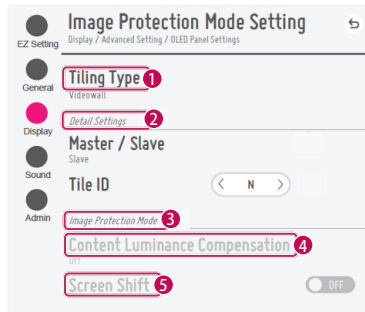 Image Protection Mode Setting
Display / Advanced Setting / OLED Panel Settings
EZ Setting
General
Display
Sound
Admin
Tiling Type 1
Videowall
Detail Settings 2
Master / Slave
Slave
Tile ID
< N >
Image Protection Mode 3
Content Luminance Compensation 4
Off
Screen Shift 5
OFF